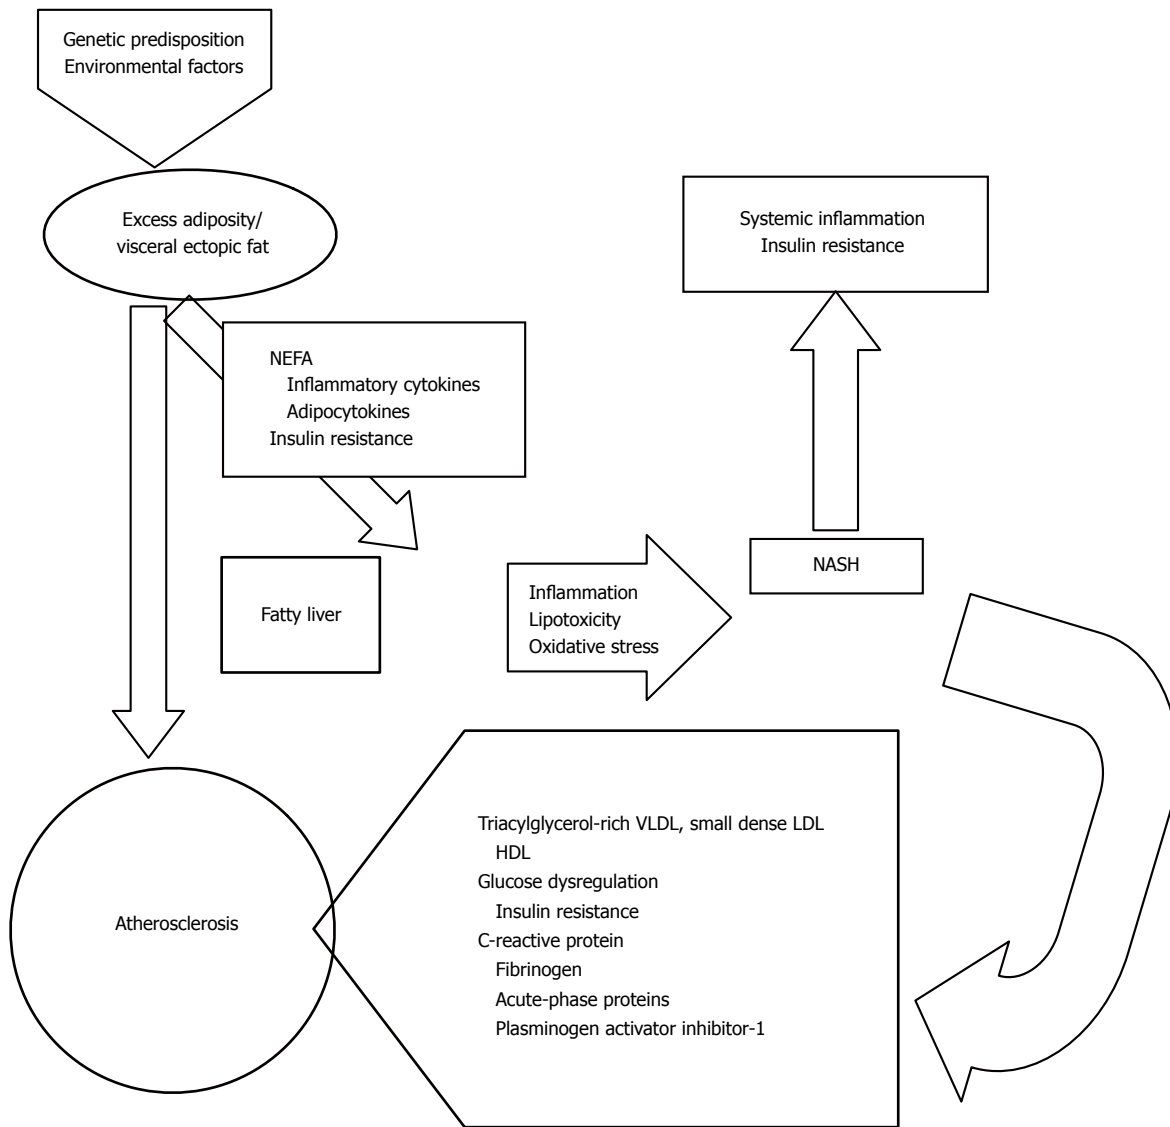 Genetic predisposition
Environmental factors
Excess adiposity/
visceral ectopic fat
Systemic inflammation
Insulin resistance
NEFA
Inflammatory cytokines
Adipocytokines
Insulin resistance
NASH
Fatty liver
Inflammation
Lipotoxicity
Oxidative stress
Atherosclerosis
Triacylglycerol-rich VLDL, small dense LDL
HDL
Glucose dysregulation
Insulin resistance
C-reactive protein
Fibrinogen
Acute-phase proteins
Plasminogen activator inhibitor-1